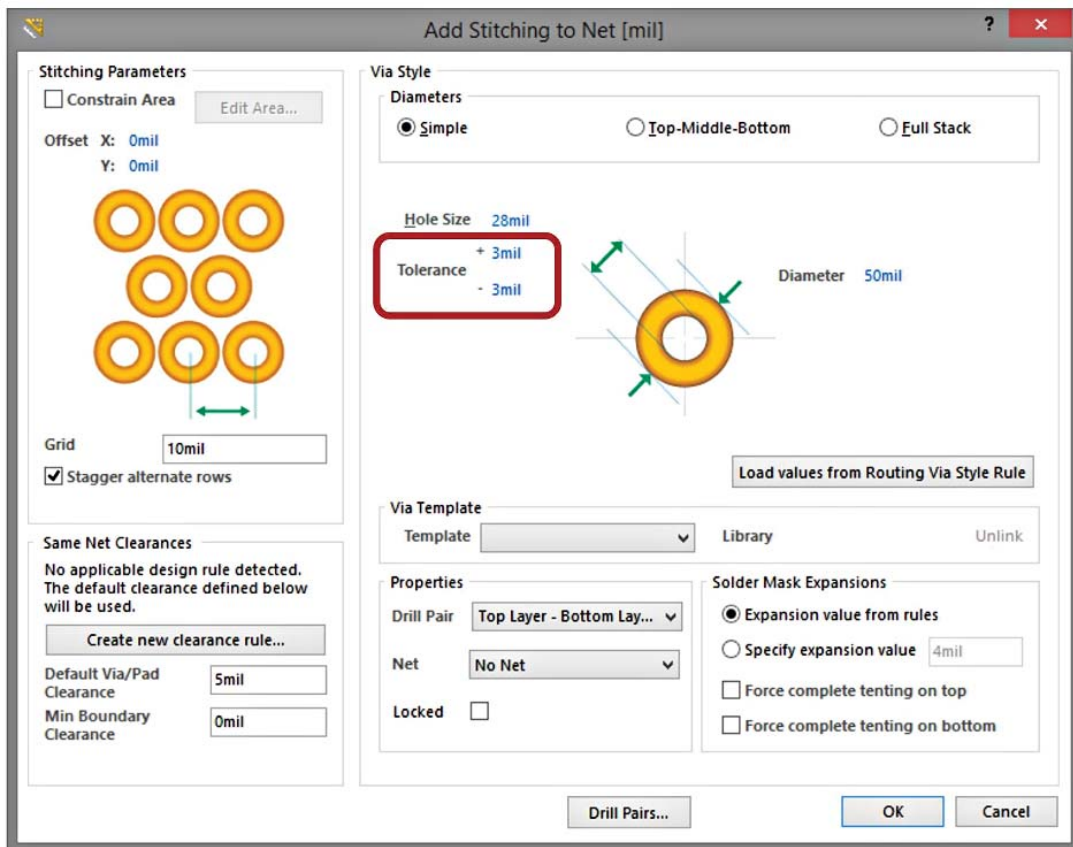 Add Stitching to Net [mil]
?
Stitching Parameters
Constrain Area
Edit Area...
Offset X: 0mil
Y: 0mil
Grid 10mil
Stagger alternate rows
Same Net Clearances
No applicable design rule detected.
The default clearance defined below
will be used.
Create new clearance rule...
Default Via/Pad
Clearance
5mil
Min Boundary
Clearance
0mil
Via Style
Diameters
Simple Top-Middle-Bottom Full Stack
Hole Size 28mil
+ 3mil
Tolerance
- 3mil
Diameter 50mil
Load values from Routing Via Style Rule
Via Template
Template Library Unlink
Properties
Drill Pair Top Layer - Bottom Lay...
Net No Net
Locked
Solder Mask Expansions
Expansion value from rules
Specify expansion value 4mil
Force complete tenting on top
Force complete tenting on bottom
Drill Pairs... OK Cancel